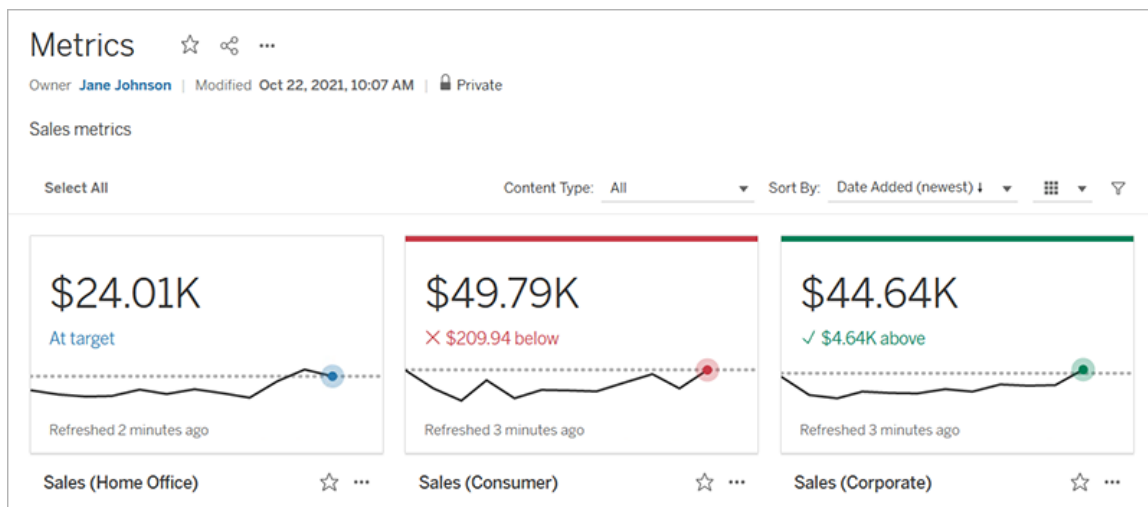 Metrics
Owner Jane Johnson | Modified Oct 22, 2021, 10:07 AM | Private
Sales metrics
Select All Content Type: All Sort By: Date Added (newest) ↓
$24.01K $49.79K $44.64K
At target × $209.94 below ✓ $4.64K above
Refreshed 2 minutes ago Refreshed 3 minutes ago Refreshed 3 minutes ago
Sales (Home Office) Sales (Consumer) Sales (Corporate)